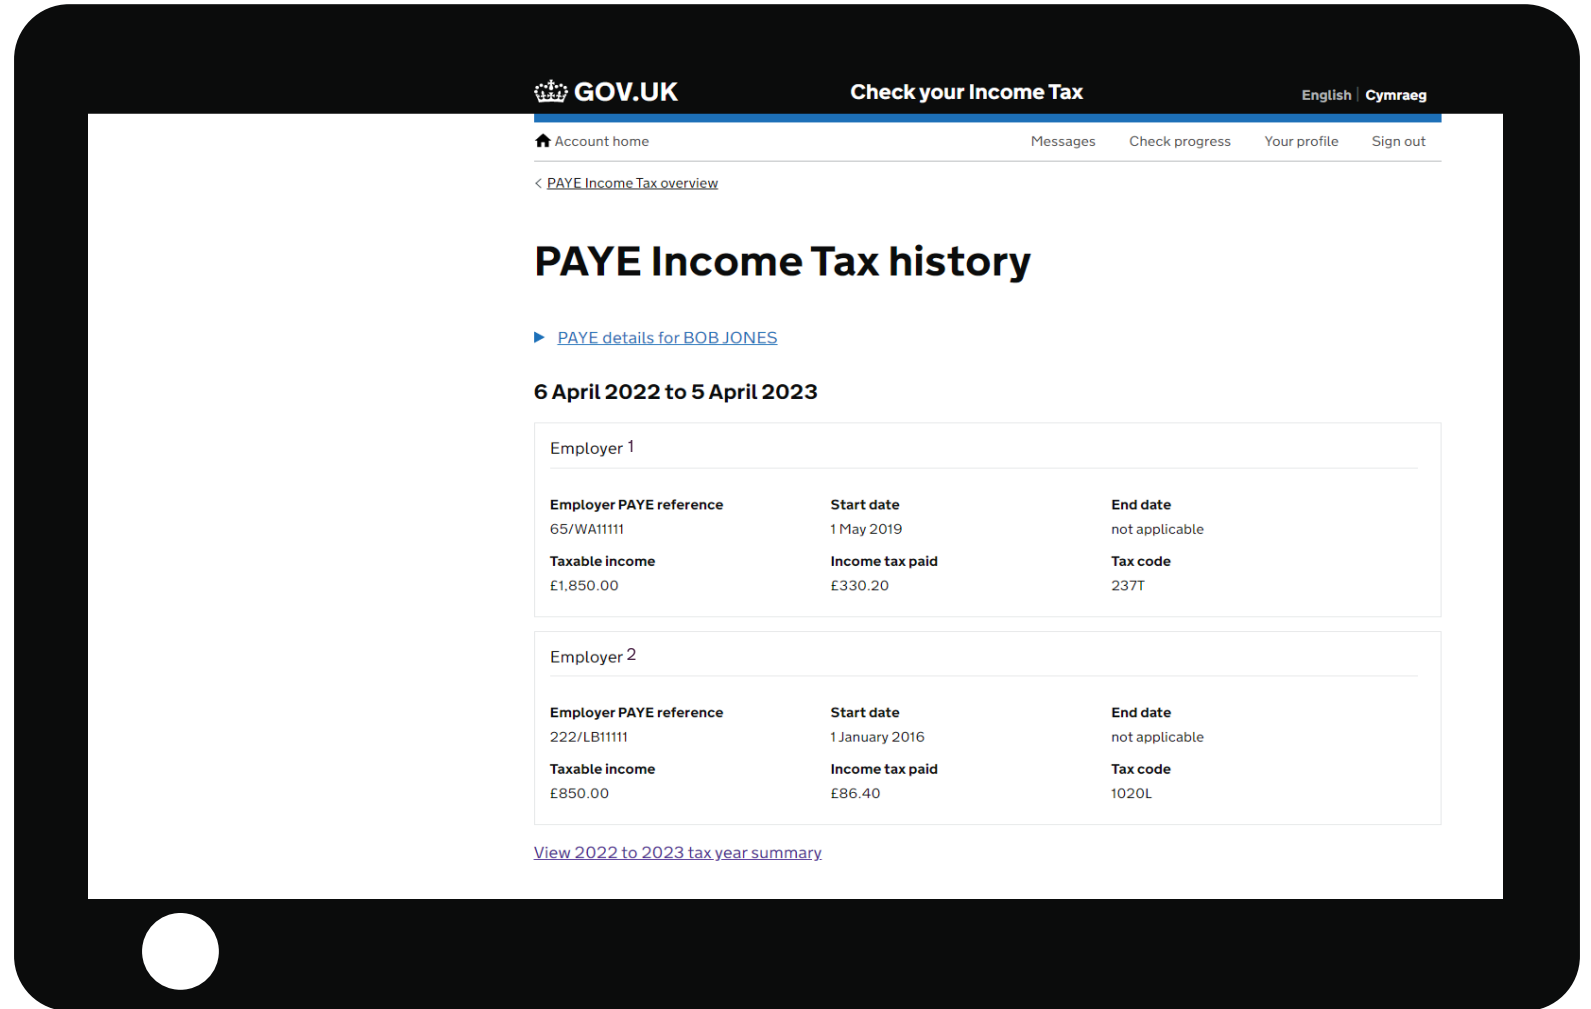 GOV.UK Check your Income Tax English Cymraeg
Account home Messages Check progress Your profile Sign out
< PAYE Income Tax overview
PAYE Income Tax history
PAYE details for BOB JONES
6 April 2022 to 5 April 2023
Employer 1
Employer PAYE reference Start date End date
65/WA11111 1 May 2019 not applicable
Taxable income Income tax paid Tax code
£1,850.00 £330.20 237T
Employer 2
Employer PAYE reference Start date End date
222/LB11111 1 January 2016 not applicable
Taxable income Income tax paid Tax code
£850.00 £86.40 1020L
View 2022 to 2023 tax year summary